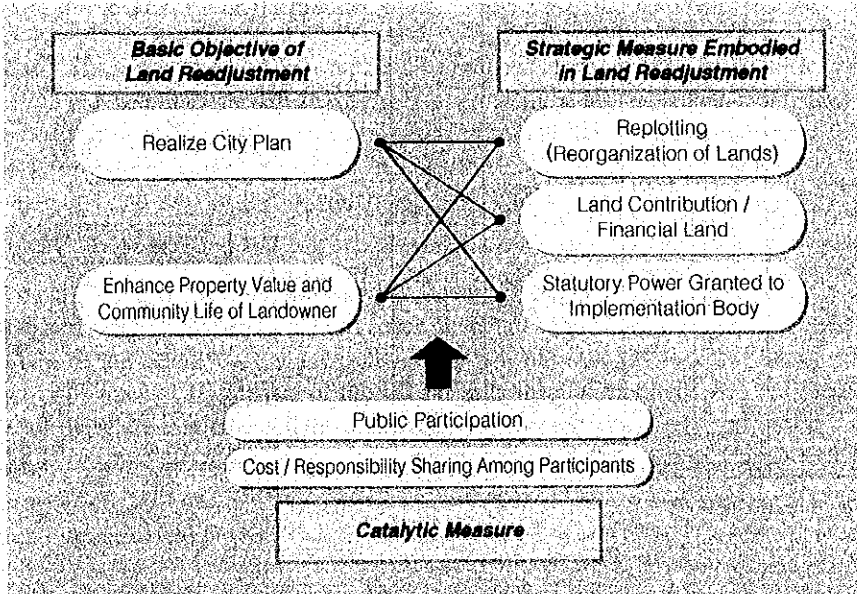 Basic Objective of
Land Readjustment
Strategic Measure Embodied
in Land Readjustment
Realize City Plan
Replotting
(Reorganization of Lands)
Land Contribution /
Financial Land
Enhance Property Value and
Community Life of Landowner
Statutory Power Granted to
Implementation Body
Public Participation
Cost / Responsibility Sharing Among Participants
Catalytic Measure